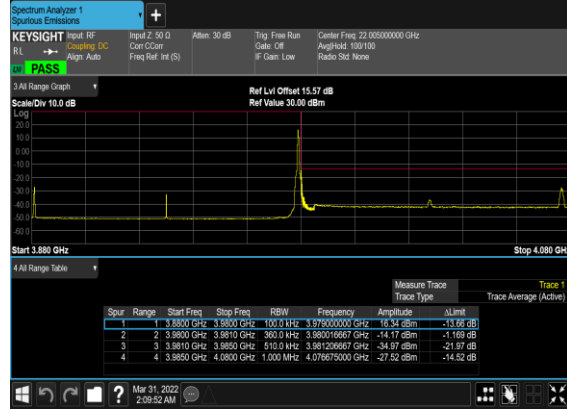 Spectrum Analyzer 1
Spurious Emissions
+
KEYSIGHT Input: RF Input Z: 50 Ω Atten: 30 dB Trig: Free Run Center Freq: 22.005000000 GHz
RL Coupling: DC Corr CCorr Gate: Off Avg|Hold: 100/100
Align: Auto Freq Ref: Int (S) IF Gain: Low Radio Std: None
PASS
3 All Range Graph
Ref Lvl Offset 15.57 dB
Scale/Div 10.0 dB Ref Value 30.00 dBm
Log
20.0
10.0
0.00
-10.0
-20.0
-30.0
-40.0
-50.0
-60.0
Start 3.880 GHz Stop 4.080 GHz
4 All Range Table
Measure Trace Trace 1
Trace Type Trace Average (Active)
Spur Range Start Freq Stop Freq RBW Frequency Amplitude ΔLimit
1 1 3.8800 GHz 3.9800 GHz 100.0 kHz 3.979000000 GHz 16.34 dBm -13.66 dB
2 2 3.9800 GHz 3.9810 GHz 360.0 kHz 3.980016667 GHz -14.17 dBm -1.169 dB
3 3 3.9810 GHz 3.9850 GHz 510.0 kHz 3.981206667 GHz -34.97 dBm -21.97 dB
4 4 3.9850 GHz 4.0800 GHz 1.000 MHz 4.076675000 GHz -27.52 dBm -14.52 dB
? Mar 31, 2022
2:09:52 AM